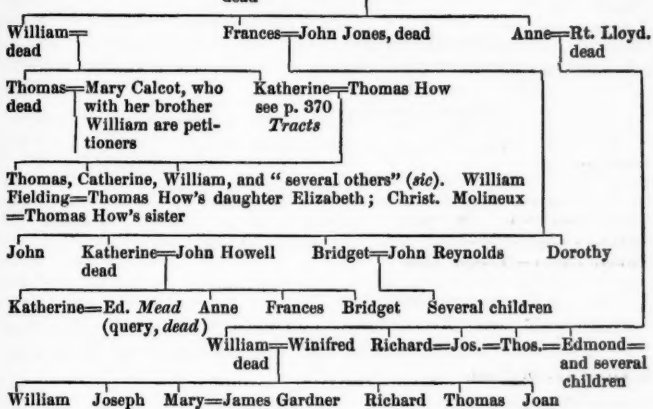 dead
William= Frances=John Jones, dead Anne=Rt. Lloyd.
dead dead
Thomas=Mary Calcot, who Katherine=Thomas How
dead with her brother see p. 370
William are peti- Tracts
tioners
Thomas, Catherine, William, and "several others" (sic). William
Fielding=Thomas How's daughter Elizabeth; Christ. Molineux
=Thomas How's sister
John Katherine=John Howell Bridget=John Reynolds Dorothy
dead
Katherine=Ed. Mead Anne Frances Bridget Several children
(query, dead)
William=Winifred Richard=Jos.=Thos.=Edmond=
dead and several
children
William Joseph Mary=James Gardner Richard Thomas Joan